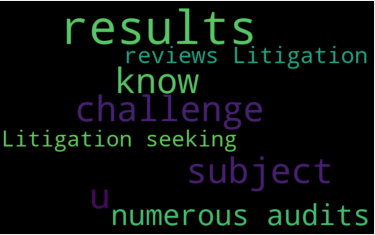 results
reviews Litigation
know
challenge
Litigation seeking
subject
u
numerous audits